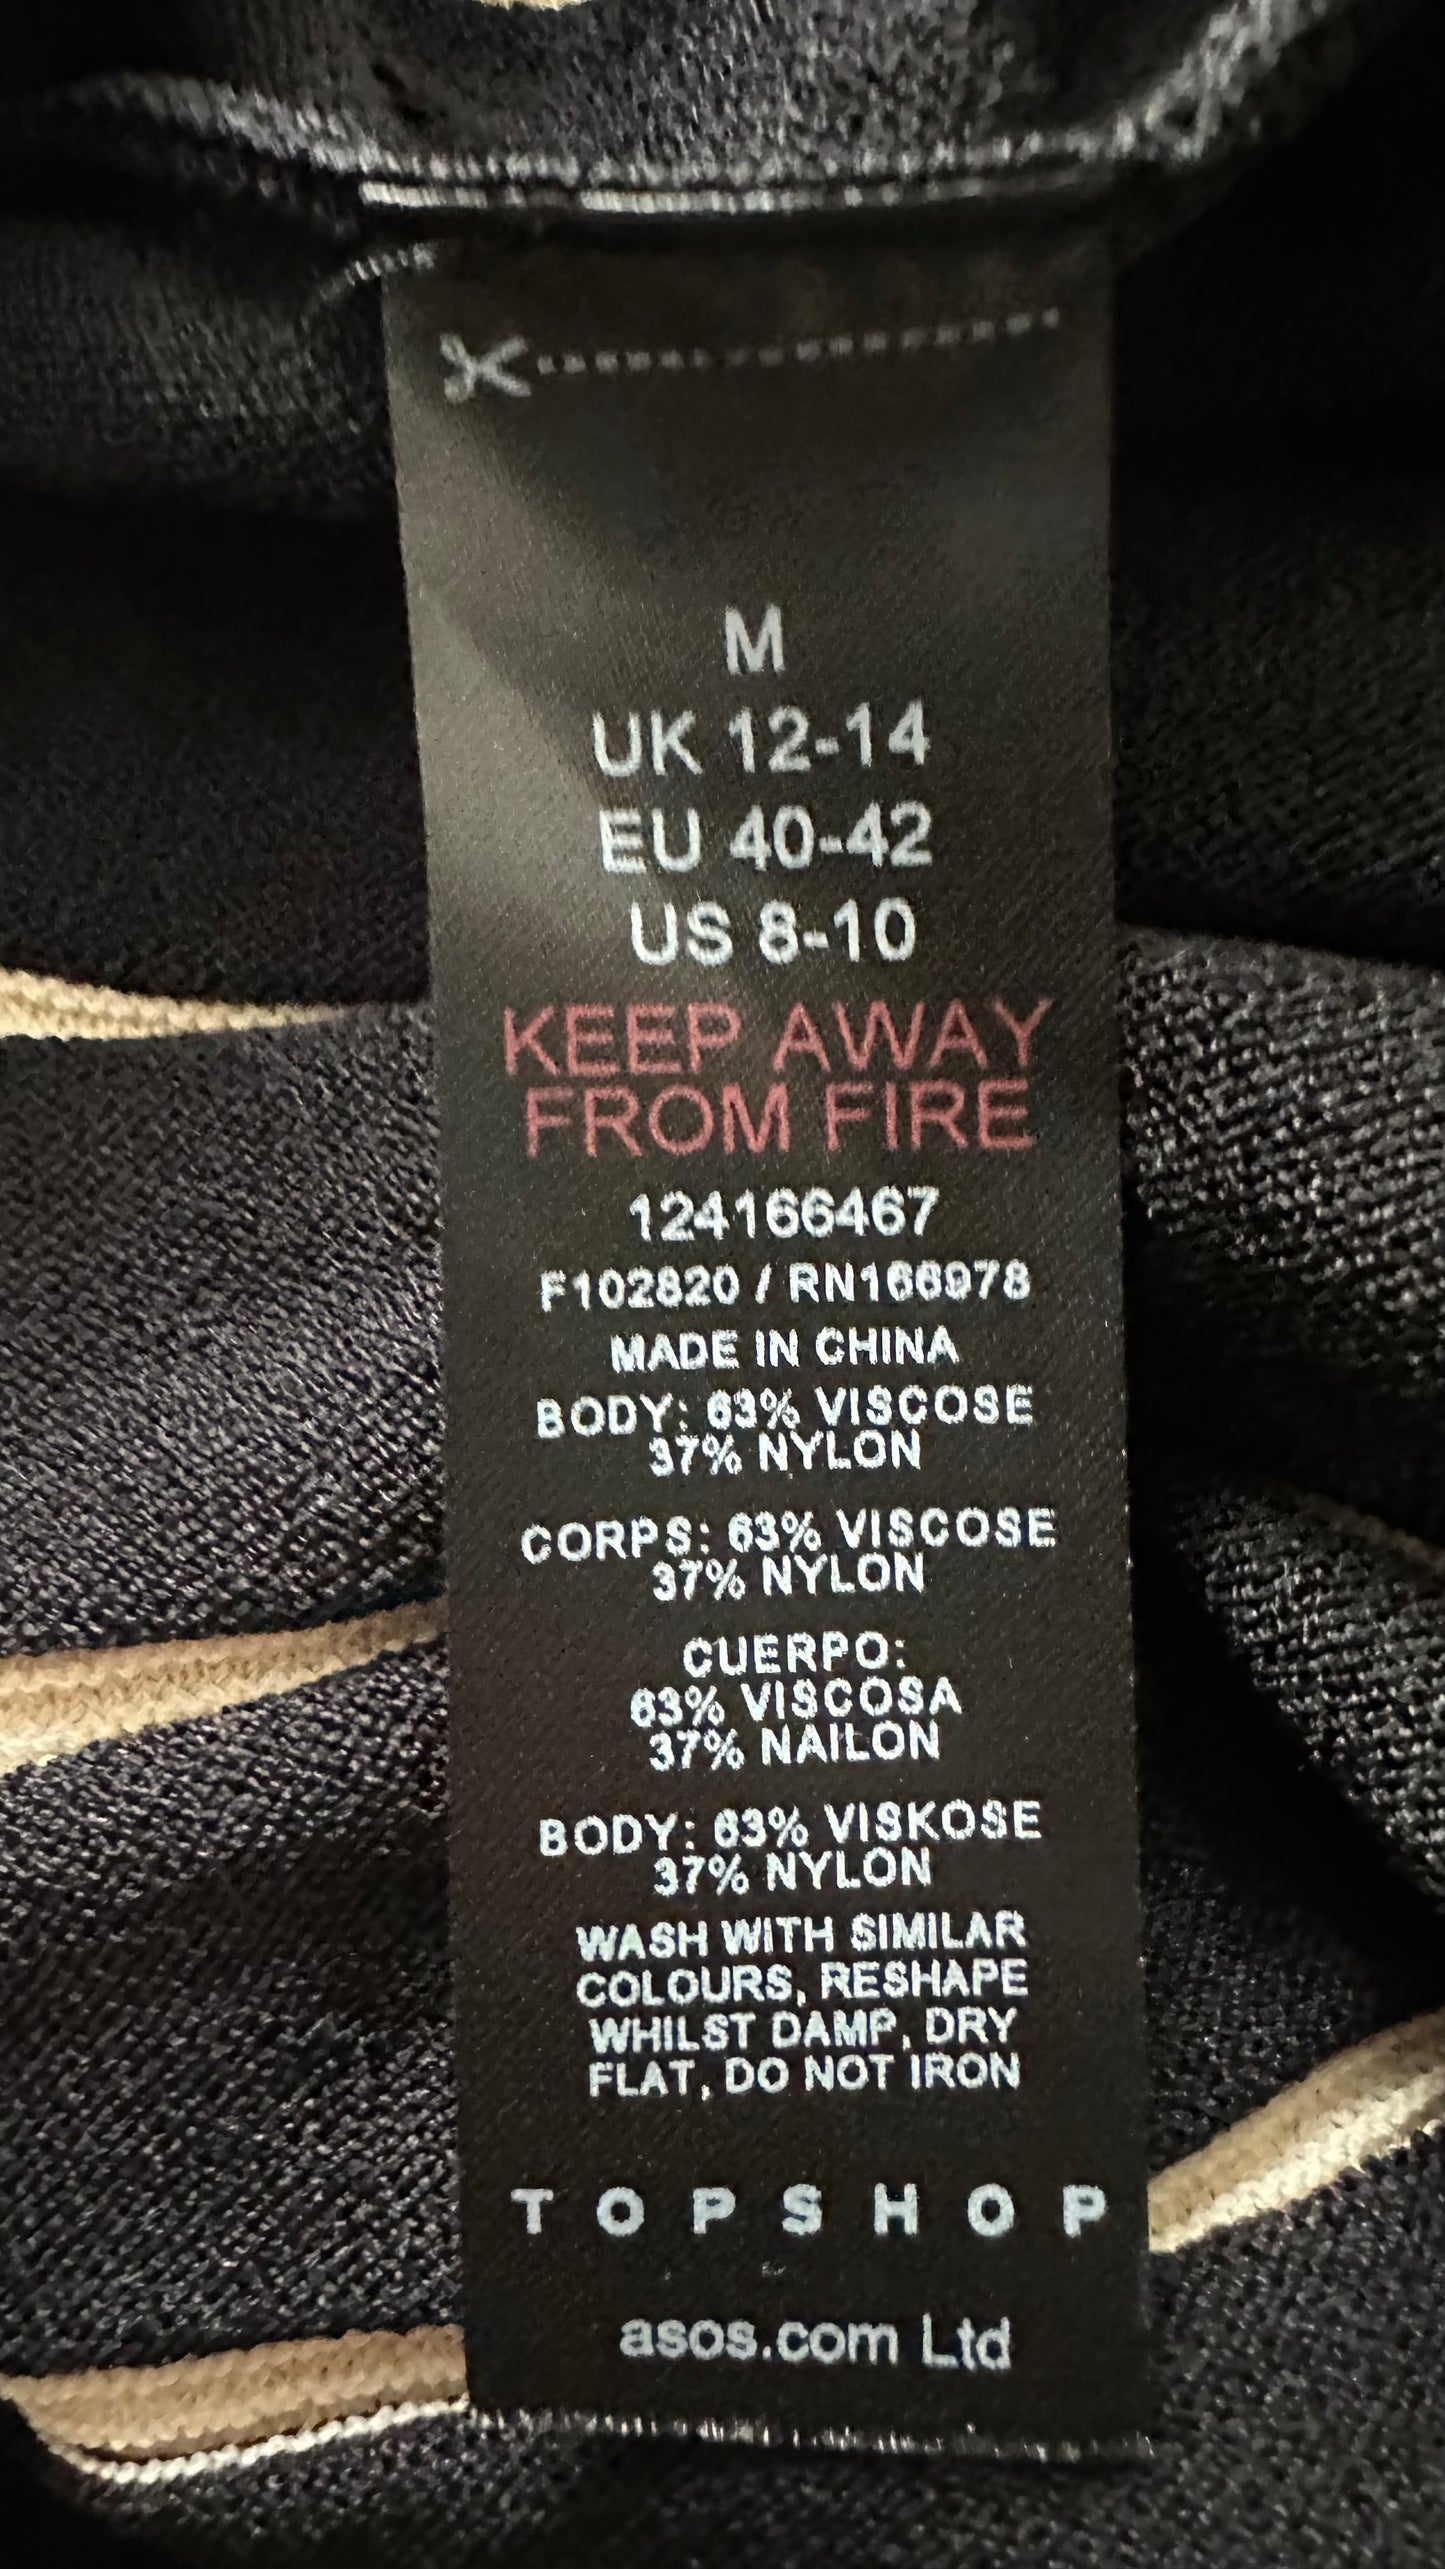 M
UK 12-14
EU 40-42
US 8-10
KEEP AWAY
FROM FIRE
124166467
F102820 / RN166978
MADE IN CHINA
BODY: 63% VISCOSE
37% NYLON
CORPS: 63% VISCOSE
37% NYLON
CUERPO:
63% VISCOSA
37% NAILON
BODY: 63% VISKOSE
37% NYLON
WASH WITH SIMILAR
COLOURS, RESHAPE
WHILST DAMP, DRY
FLAT, DO NOT IRON
TOPSHOP
asos.com Ltd